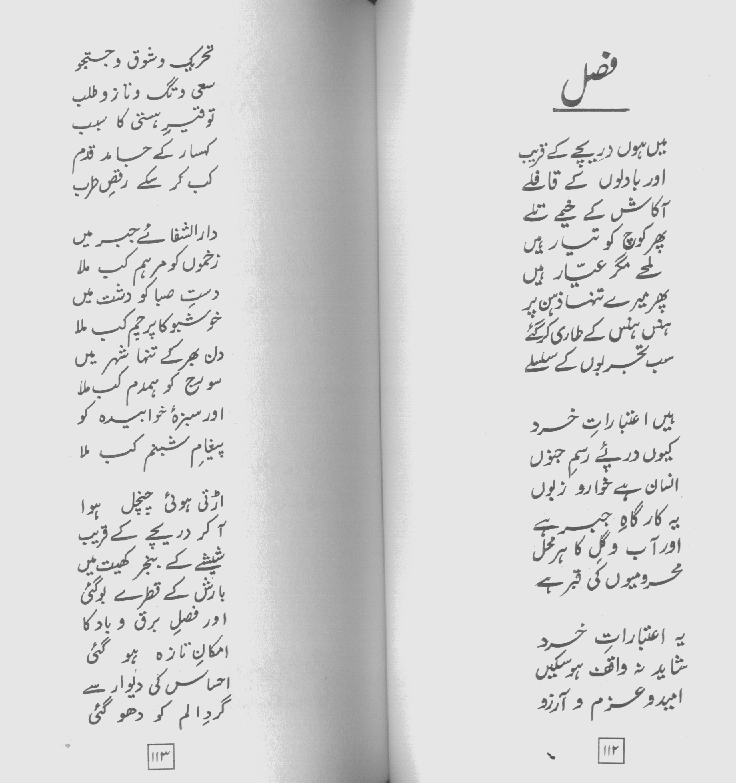 فصل
میں ہوں دریچے کے قریب
اور بادلوں کے قافلے
آکاش کے خیمے تلے
پھر کوچ کو تیار ہیں
لمحے مگر عیّار ہیں
پھر میرے تنہا ذہن پر
ہنس ہنس کے طاری کر گئے
سب تجربوں کے سلسلے
ہیں اعتباراتِ خرد
کیوں درپئے رسمِ جنوں
انسان ہے خوار و زبوں
یہ کارگاہِ جبر ہے
اور آب و گِل کا ہر محل
محرومیوں کی قبر ہے
یہ اعتباراتِ خرد
شاید نہ واقف ہو سکیں
امید و عزم و آرزو
۱۱۲
تحریک و شوق و جستجو
سعی و تگ و تاز و طلب
توقیرِ ہستی کا سبب
کہسار کے جامد قدم
کب کر سکے رقصِ طرب
دارالشفائے جبر میں
زخموں کو مرہم کب ملا
دستِ صبا کو دشت میں
خوشبو کا پرچم کب ملا
دن بھر کے تنہا شہر میں
سورج کو ہمدم کب ملا
اور سبزۂ خوابیدہ کو
پیغامِ شبنم کب ملا
اڑتی ہوئی چنچل ہوا
آ کر دریچے کے قریب
شیشے کے بنجر کھیت میں
بارش کے قطرے بو گئی
اور فصلِ برق و باد کا
امکانِ تازہ ہو گئی
احساس کی دیوار سے
گردِ الم کو دھو گئی
۱۱۳